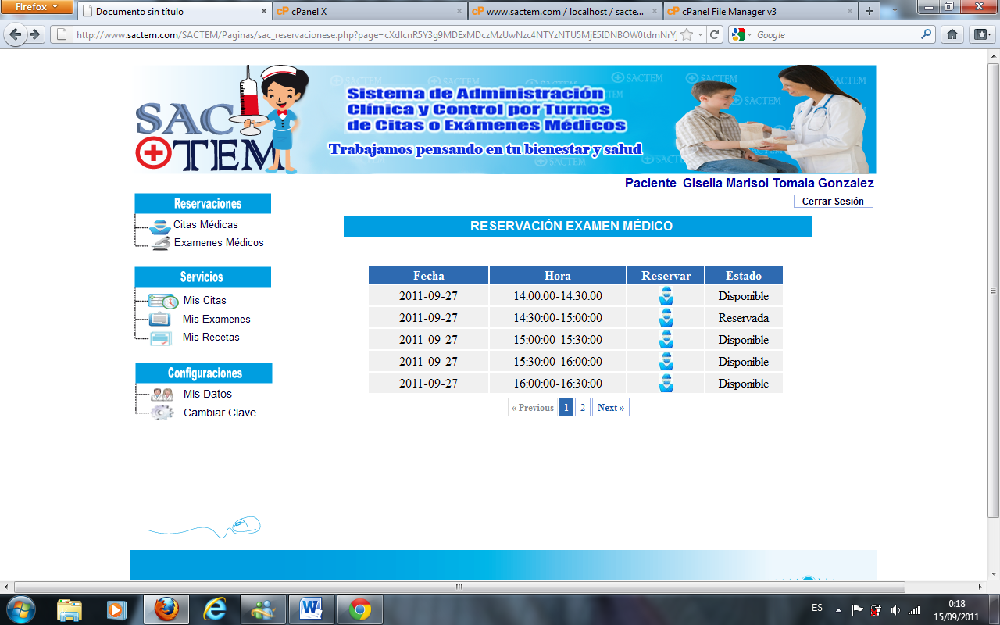 Firefox
Documento sin título
cPanel X
www.sactem.com / localhost / sacte...
cPanel File Manager v3
http://www.sactem.com/SACTEM/Paginas/sac_reservacionese.php?page=
Google
SACTEM
Sistema de Administración
Clínica y Control por Turnos
de Citas o Exámenes Médicos
Trabajamos pensando en tu bienestar y salud
Paciente Gisella Marisol Tomala Gonzalez
Cerrar Sesión
Reservaciones
Citas Médicas
Examenes Médicos
Servicios
Mis Citas
Mis Examenes
Mis Recetas
Configuraciones
Mis Datos
Cambiar Clave
RESERVACIÓN EXAMEN MÉDICO
Fecha Hora Reservar Estado
2011-09-27 14:00:00-14:30:00 Disponible
2011-09-27 14:30:00-15:00:00 Reservada
2011-09-27 15:00:00-15:30:00 Disponible
2011-09-27 15:30:00-16:00:00 Disponible
2011-09-27 16:00:00-16:30:00 Disponible
« Previous 1 2 Next »
ES
0:18
15/09/2011